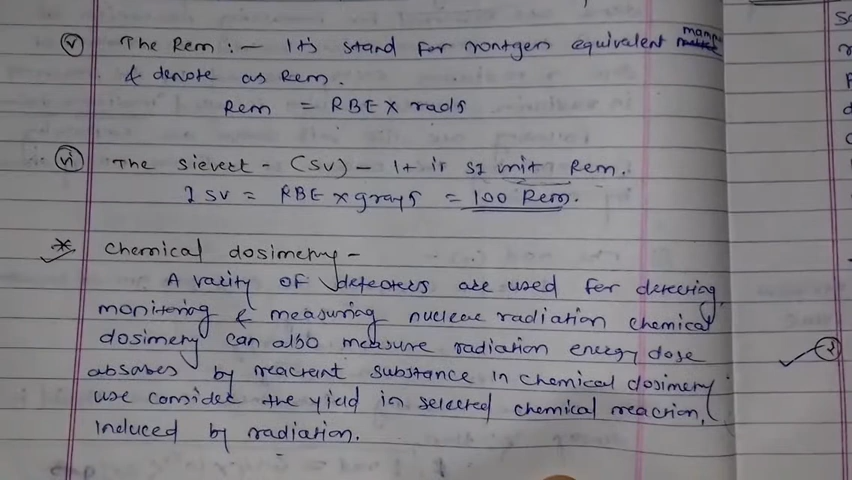 (v) The Rem :- It's stand for rontgen equivalent mam
& denote as Rem.
Rem = RBE X rads
(vi) The Sievert - (SV) - It is SI unit Rem.
1 SV = RBE x grays = 100 Rem.
* Chemical dosimetry -
A varity of detectors are used for detecting,
monitering & measuring nuclear radiation chemical
dosimetry can also measure radiation energy dose
absobes by reactent substance in chemical dosimetry
use consider the yield in selected chemical reaction,
Induced by radiation.